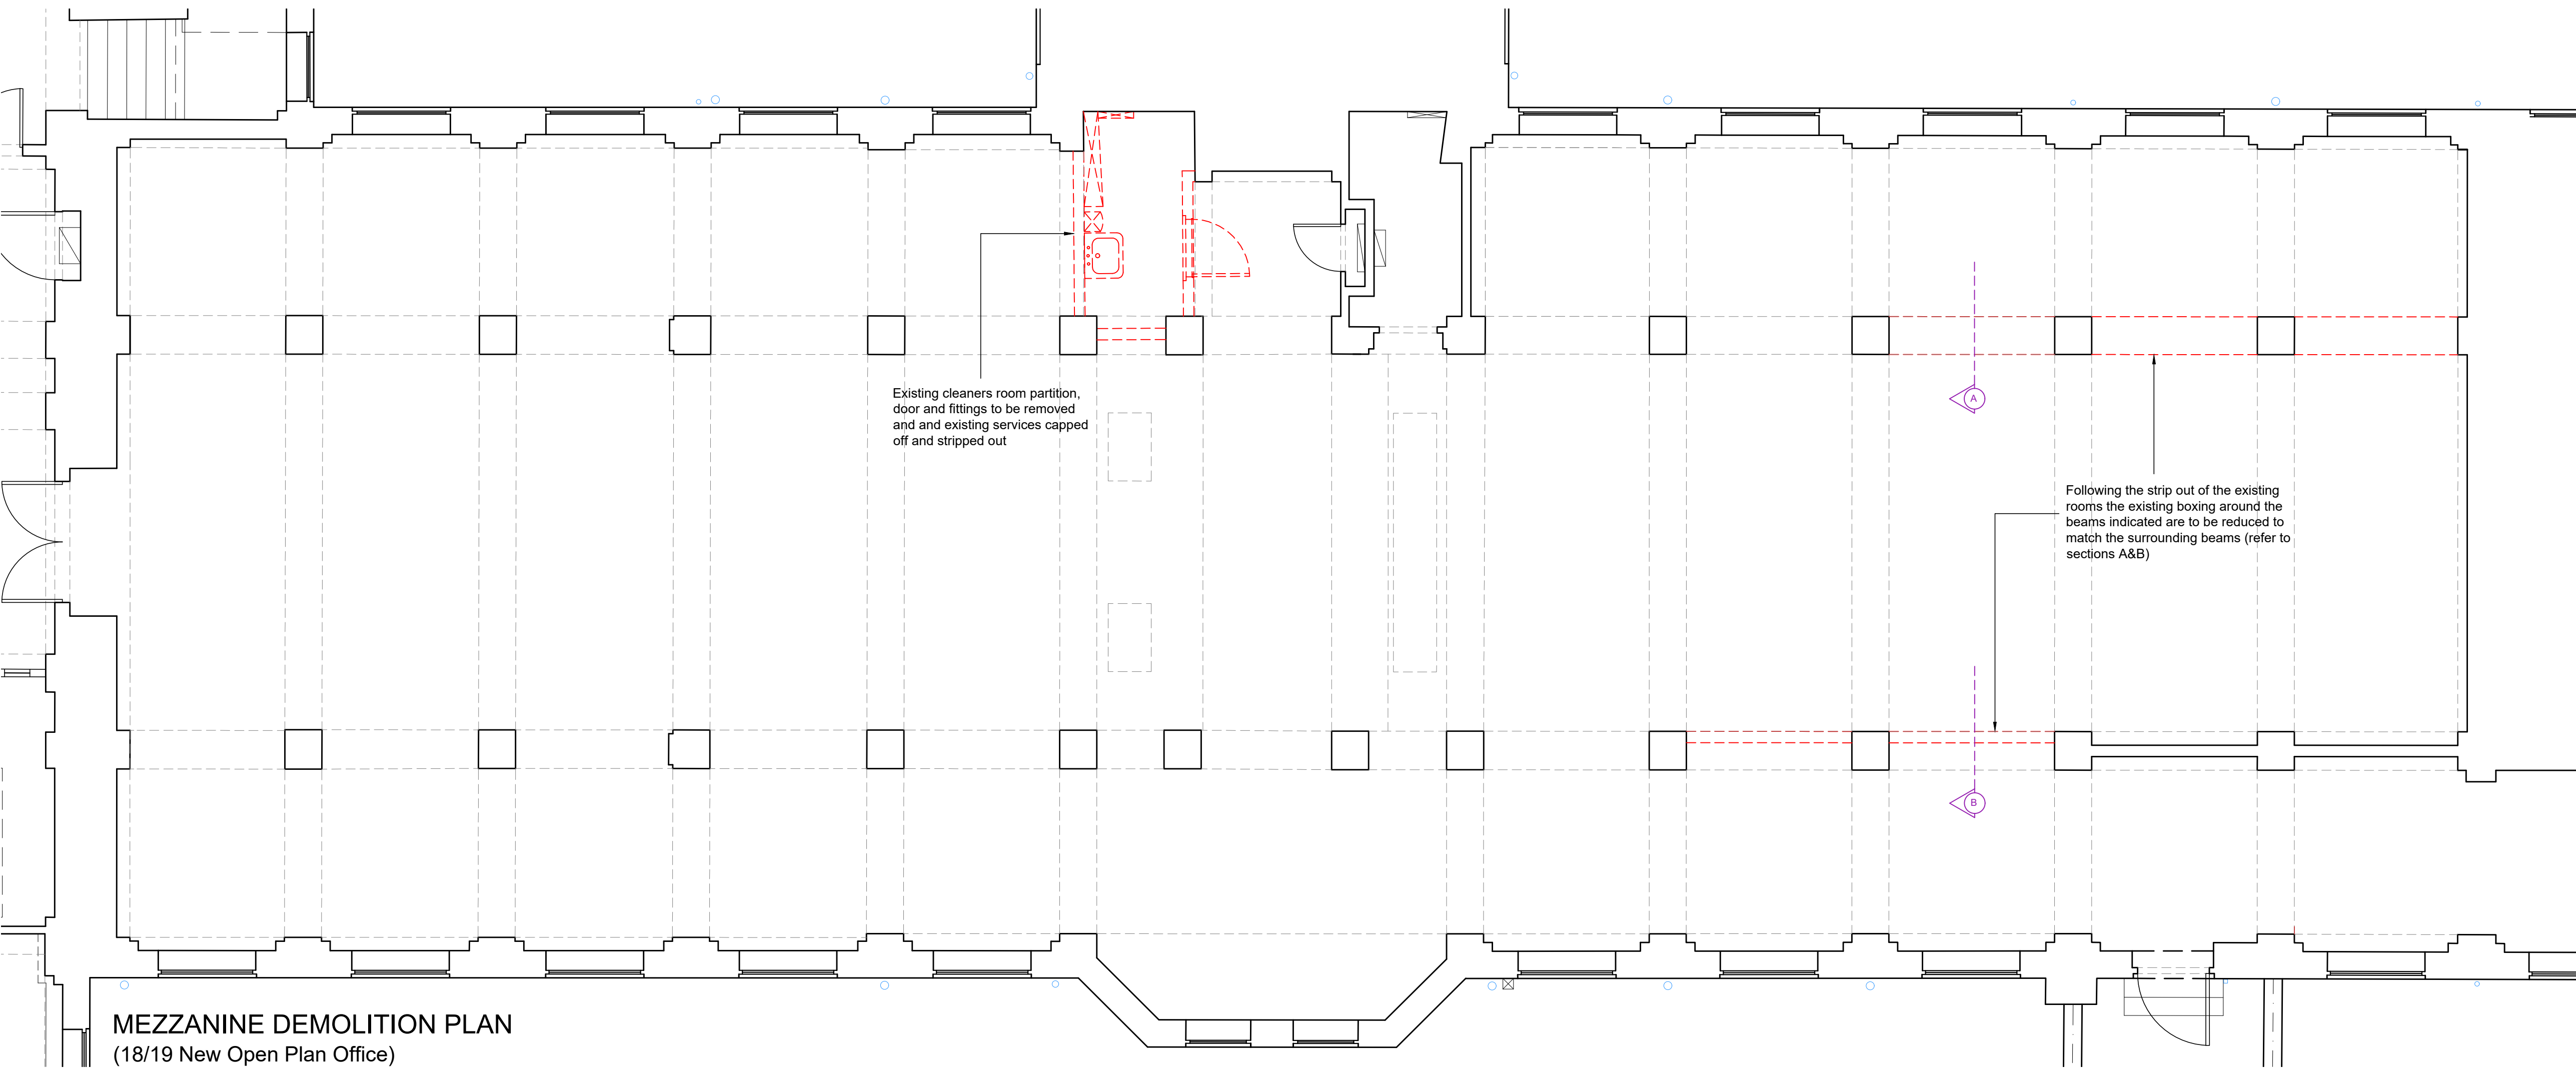 Existing cleaners room partition,
door and fittings to be removed
and and existing services capped
off and stripped out
A
Following the strip out of the existing
rooms the existing boxing around the
beams indicated are to be reduced to
match the surrounding beams (refer to
sections A&B)
B
MEZZANINE DEMOLITION PLAN
(18/19 New Open Plan Office)